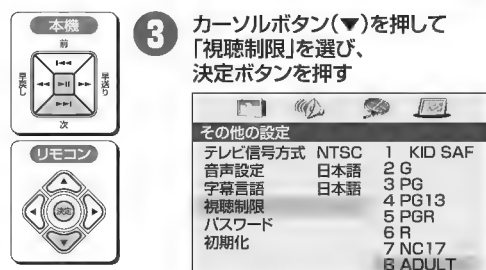 本機
前
早戻し
早送り
次
リモコン
決定
3
カーソルボタン(▼)を押して
「視聴制限」を選び、
決定ボタンを押す
その他の設定
テレビ信号方式 NTSC 1 KID SAF
音声設定 日本語 2 G
字幕言語 日本語 3 PG
視聴制限 4 PG13
パスワード 5 PGR
初期化 6 R
7 NC17
8 ADULT